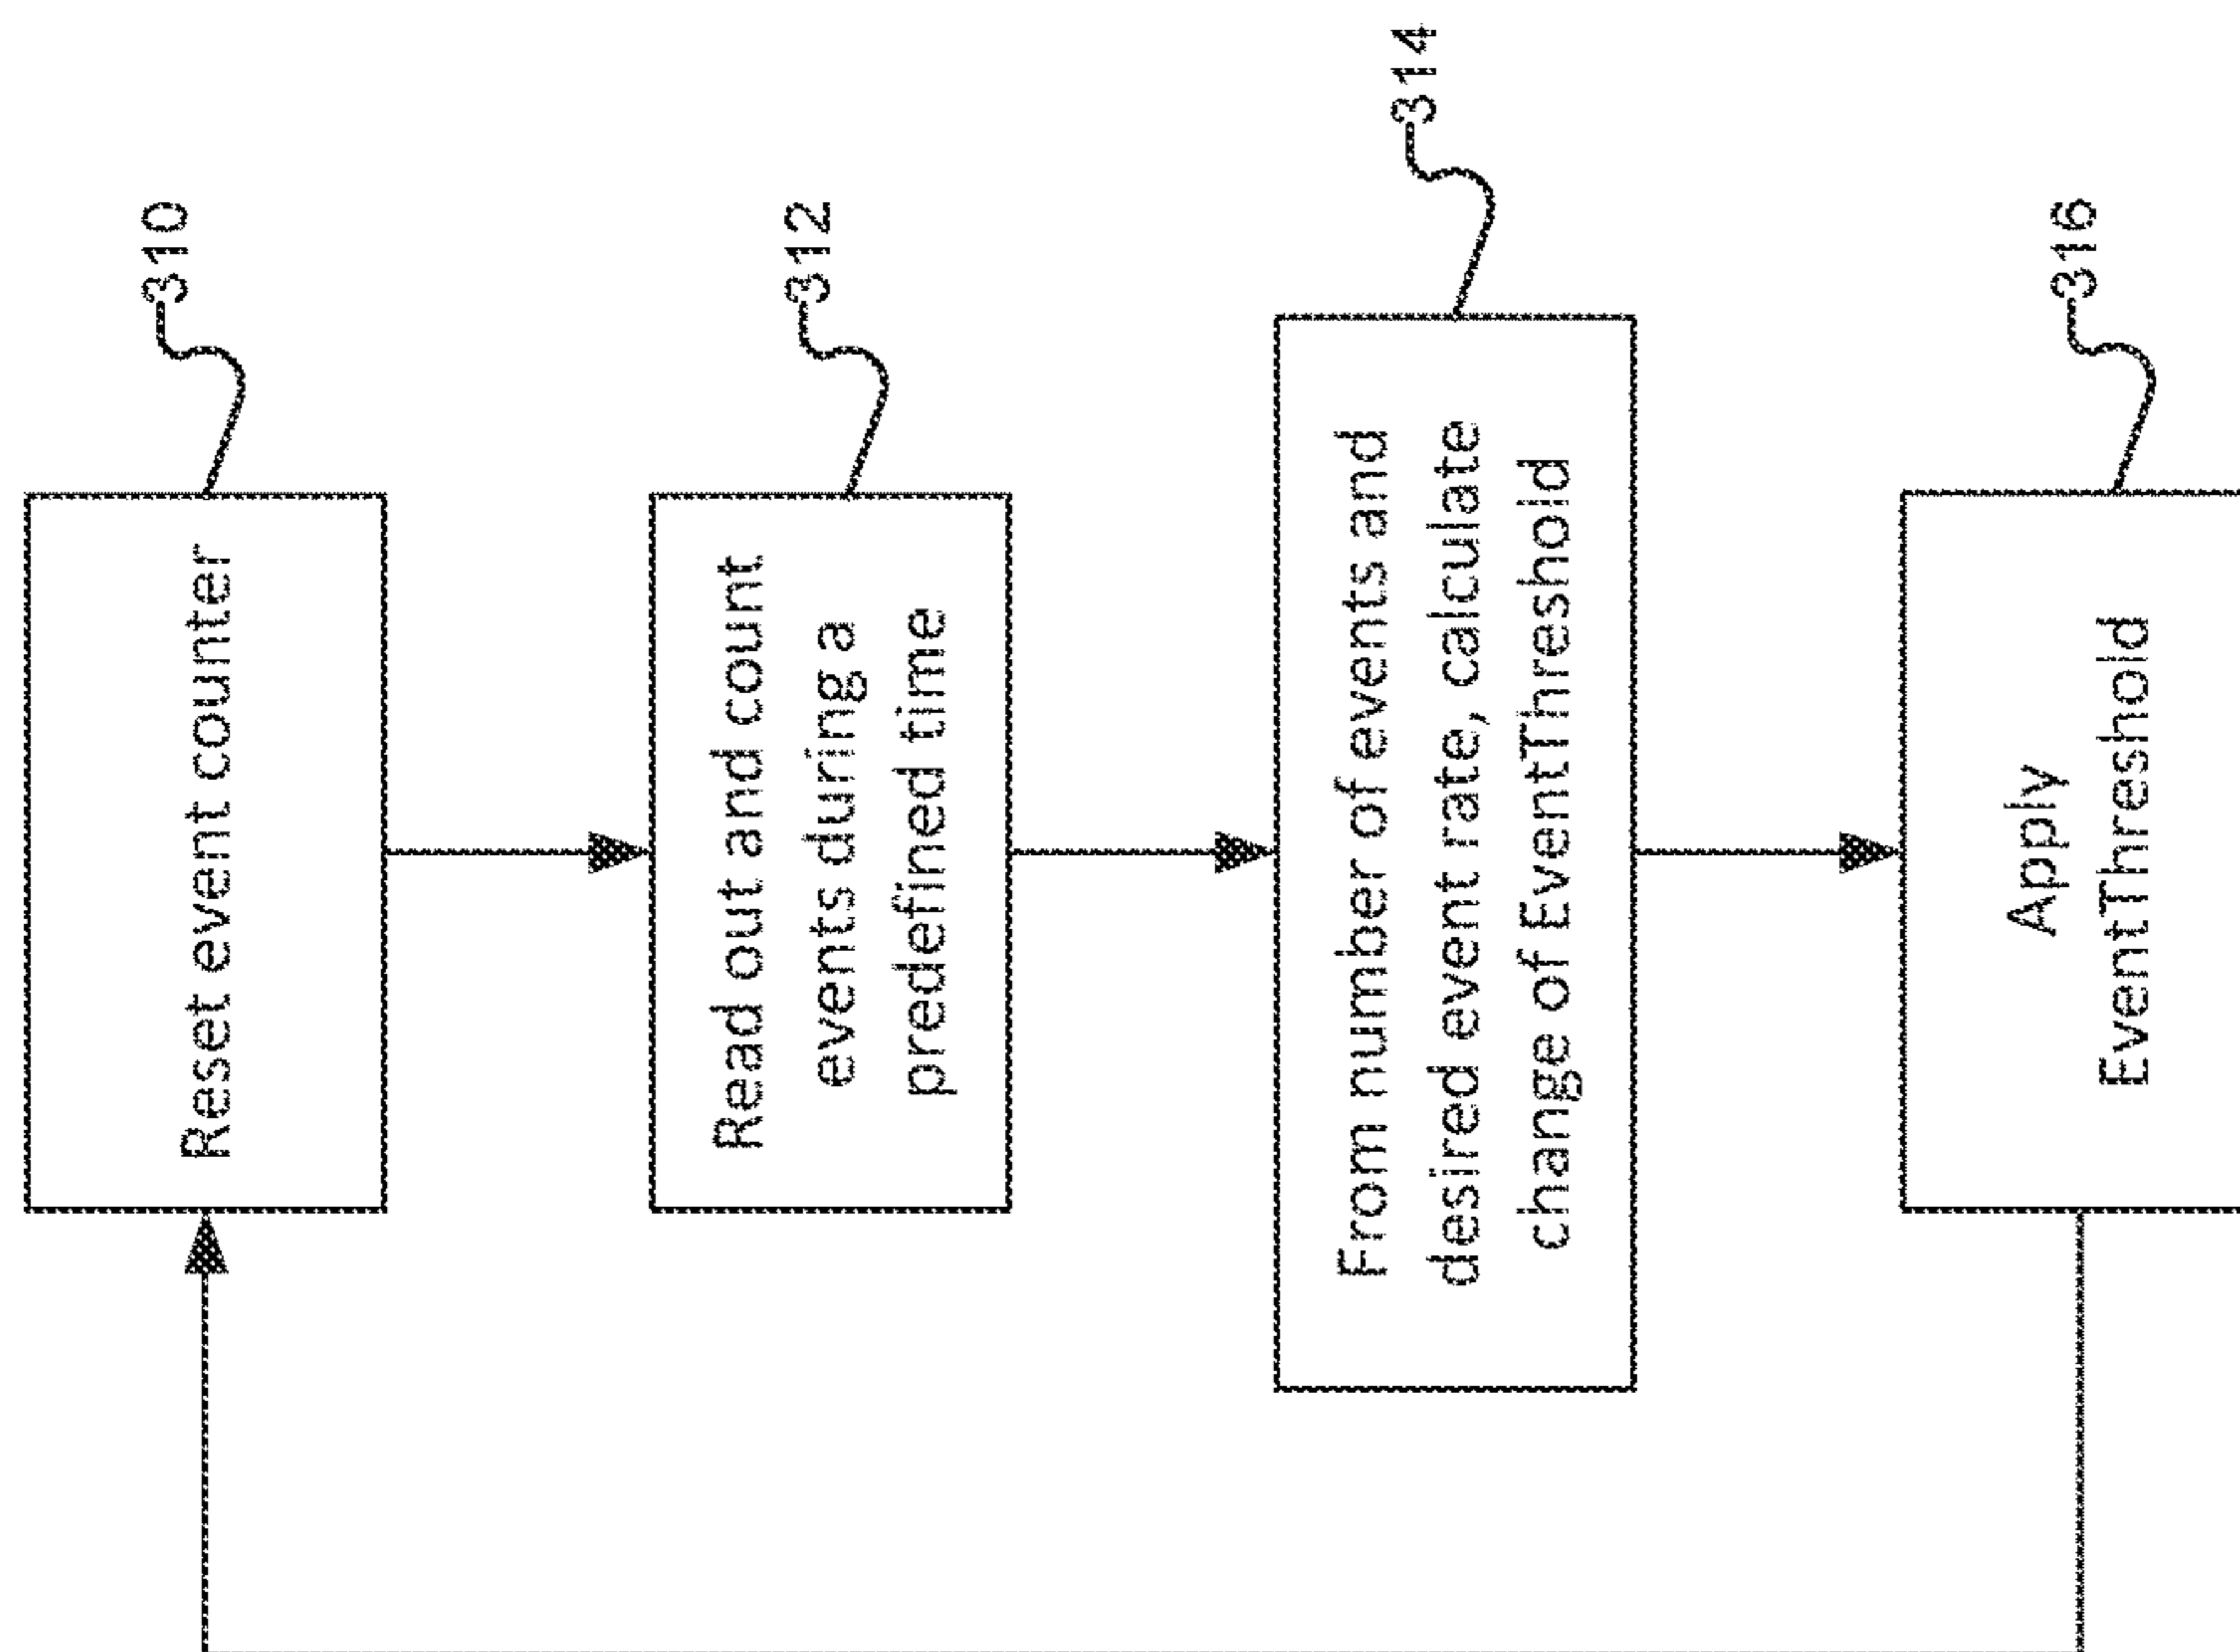 310
Reset event counter
312
Read out and count
events during a
predefined time
314
From number of events and
desired event rate, calculate
change of EventThreshold
316
Apply
EventThreshold